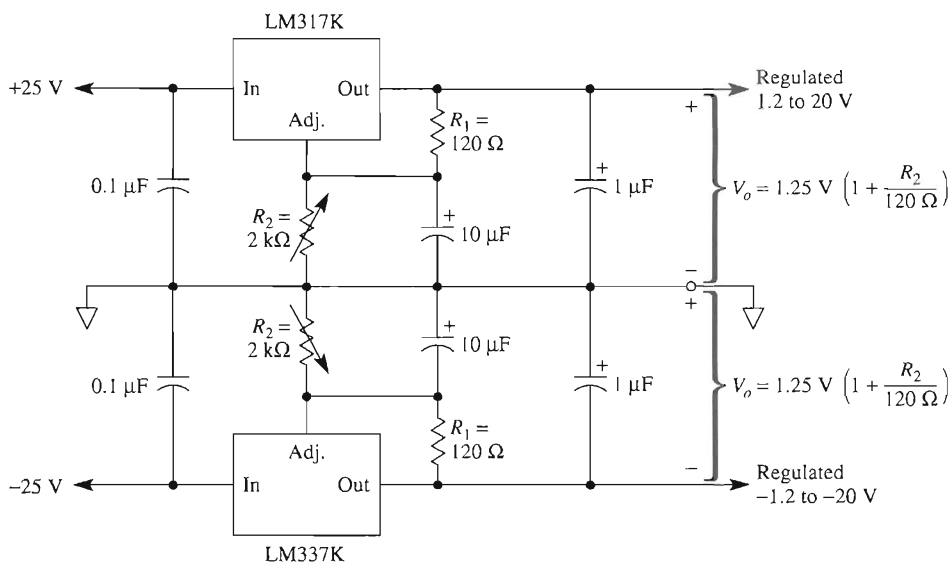 LM317K
+25 V
In
Out
Adj.
Regulated
1.2 to 20 V
R₁ =
120 Ω
+
0.1 µF
R₂ =
2 kΩ
+
10 µF
+
1 µF
Vₒ = 1.25 V (1 + R₂/120 Ω)
−
+
R₂ =
2 kΩ
+
10 µF
0.1 µF
+
1 µF
Vₒ = 1.25 V (1 + R₂/120 Ω)
R₁ =
120 Ω
Adj.
−
−25 V
In
Out
Regulated
−1.2 to −20 V
LM337K